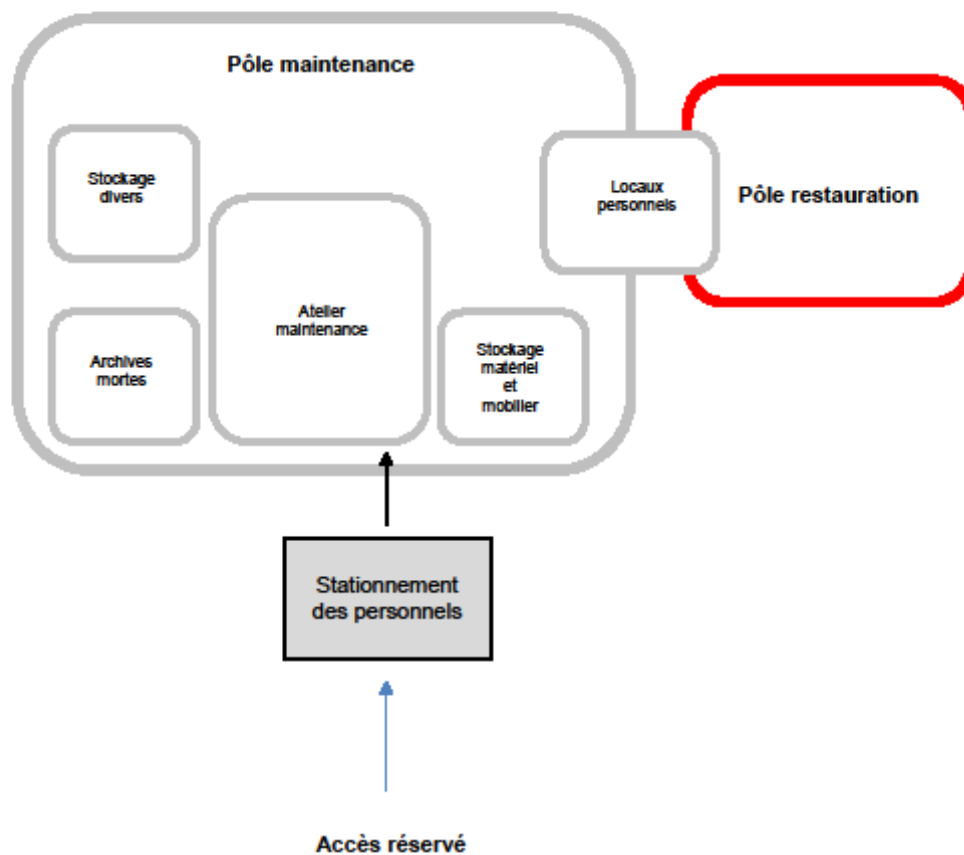 Pôle maintenance
Stockage
divers
Locaux
personnels
Pôle restauration
Atelier
maintenance
Archives
mortes
Stockage
matériel
et
mobilier
Stationnement
des personnels
Accès réservé